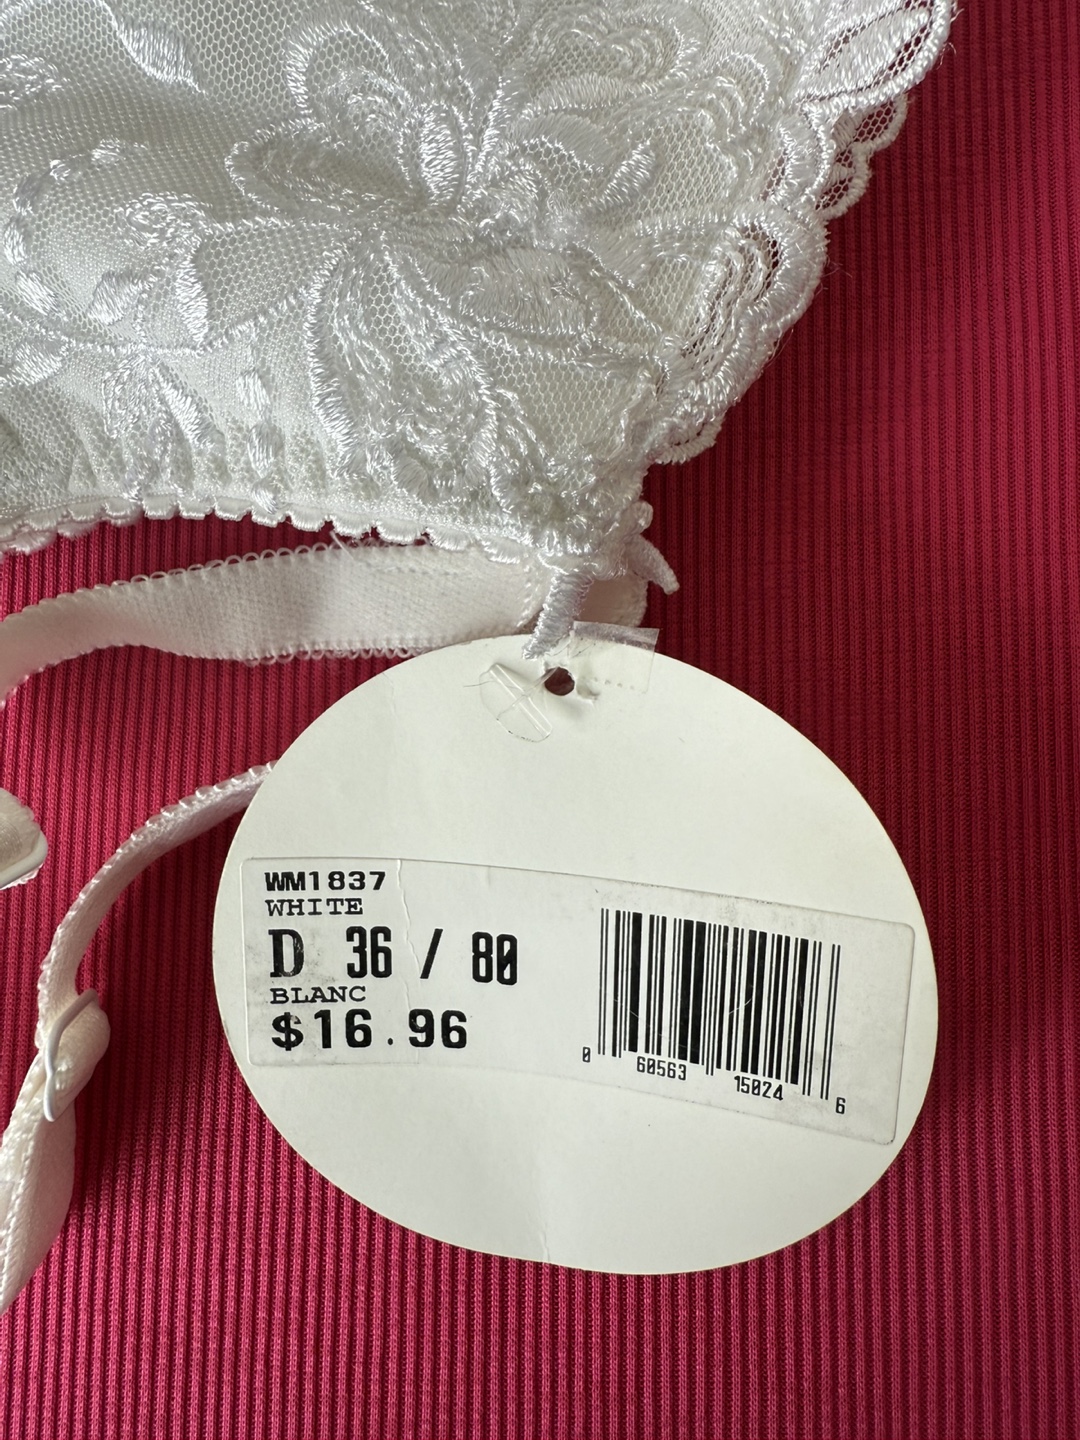 WM1837
WHITE
D 36 / 80
BLANC
$16.96
0 60563 15024 6